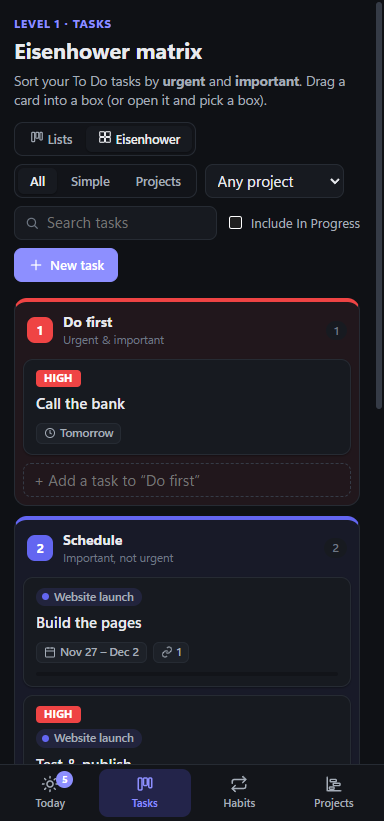 LEVEL 1 · TASKS
Eisenhower matrix
Sort your To Do tasks by urgent and important. Drag a
card into a box (or open it and pick a box).
Lists Eisenhower
All Simple Projects Any project
Search tasks Include In Progress
+ New task
1 Do first 1
Urgent & important
HIGH
Call the bank
Tomorrow
+ Add a task to “Do first”
2 Schedule 2
Important, not urgent
Website launch
Build the pages
Nov 27 – Dec 2 1
HIGH
Website launch
Test & publish
5
Today Tasks Habits Projects